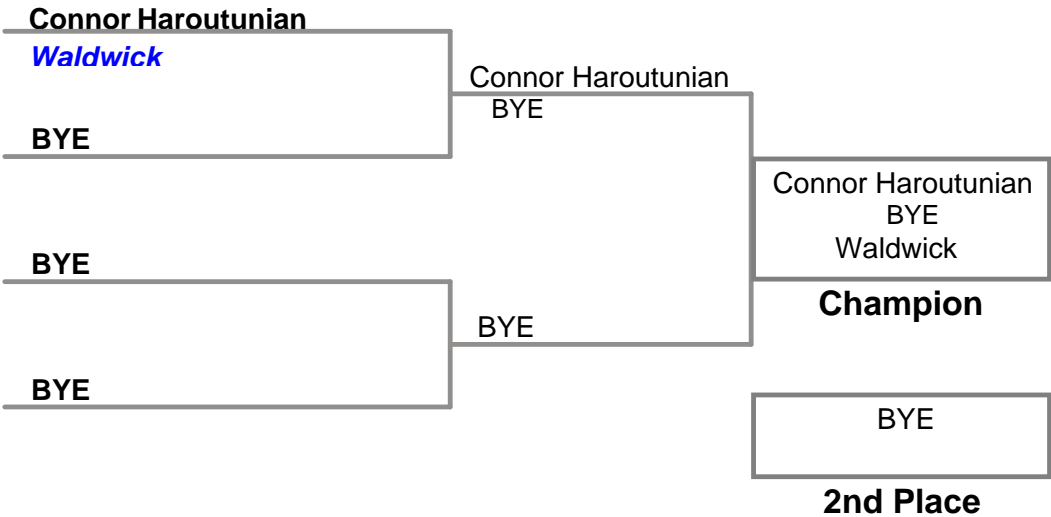 Connor Haroutunian
Waldwick
BYE
BYE
BYE
Connor Haroutunian
BYE
BYE
Connor Haroutunian
BYE
Waldwick
Champion
BYE
2nd Place